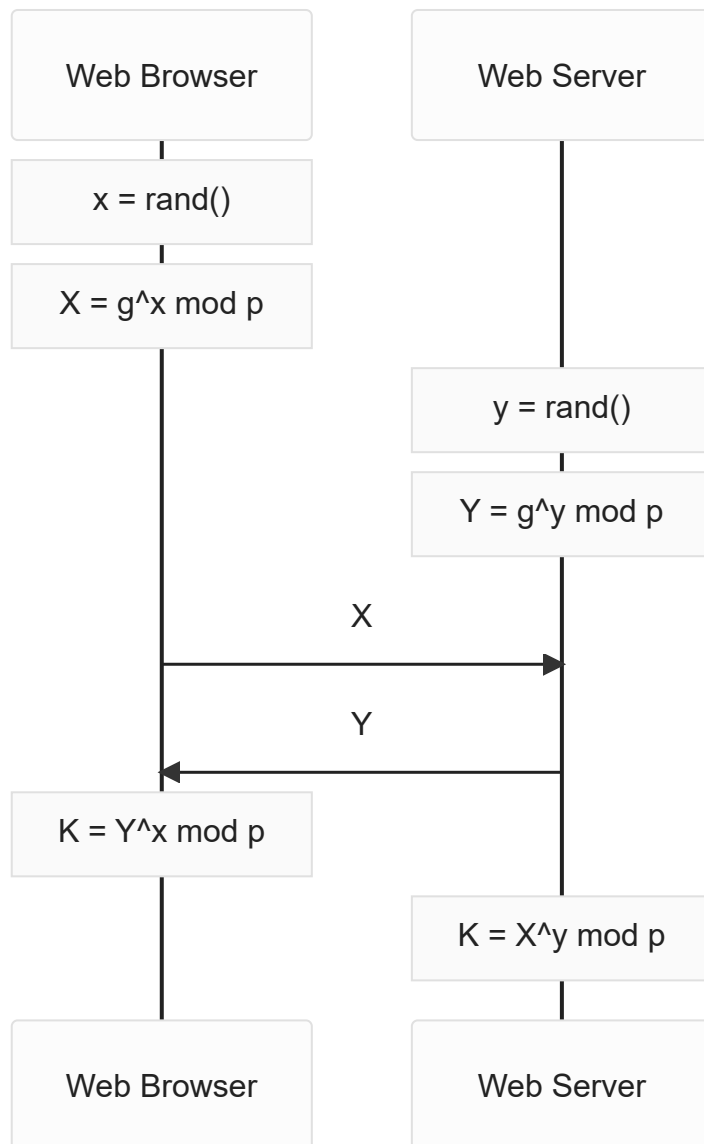 Web Browser
Web Server
x = rand()
X = g^x mod p
y = rand()
Y = g^y mod p
X
Y
K = Y^x mod p
K = X^y mod p
Web Browser
Web Server